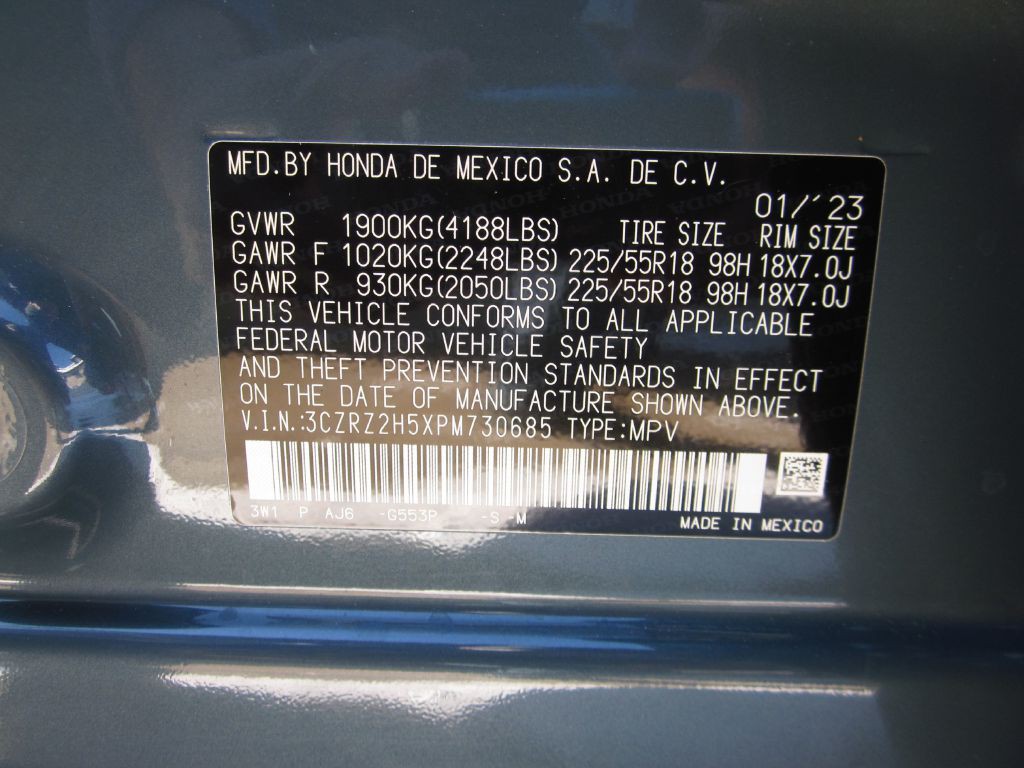 MFD.BY HONDA DE MEXICO S.A. DE C.V.
01/'23
GVWR 1900KG(4188LBS) TIRE SIZE RIM SIZE
GAWR F 1020KG(2248LBS) 225/55R18 98H 18X7.0J
GAWR R 930KG(2050LBS) 225/55R18 98H 18X7.0J
THIS VEHICLE CONFORMS TO ALL APPLICABLE
FEDERAL MOTOR VEHICLE SAFETY
AND THEFT PREVENTION STANDARDS IN EFFECT
ON THE DATE OF MANUFACTURE SHOWN ABOVE.
V.I.N.:3CZRZ2H5XPM730685 TYPE:MPV
3W1 P AJ6 -G553P -S -M
MADE IN MEXICO